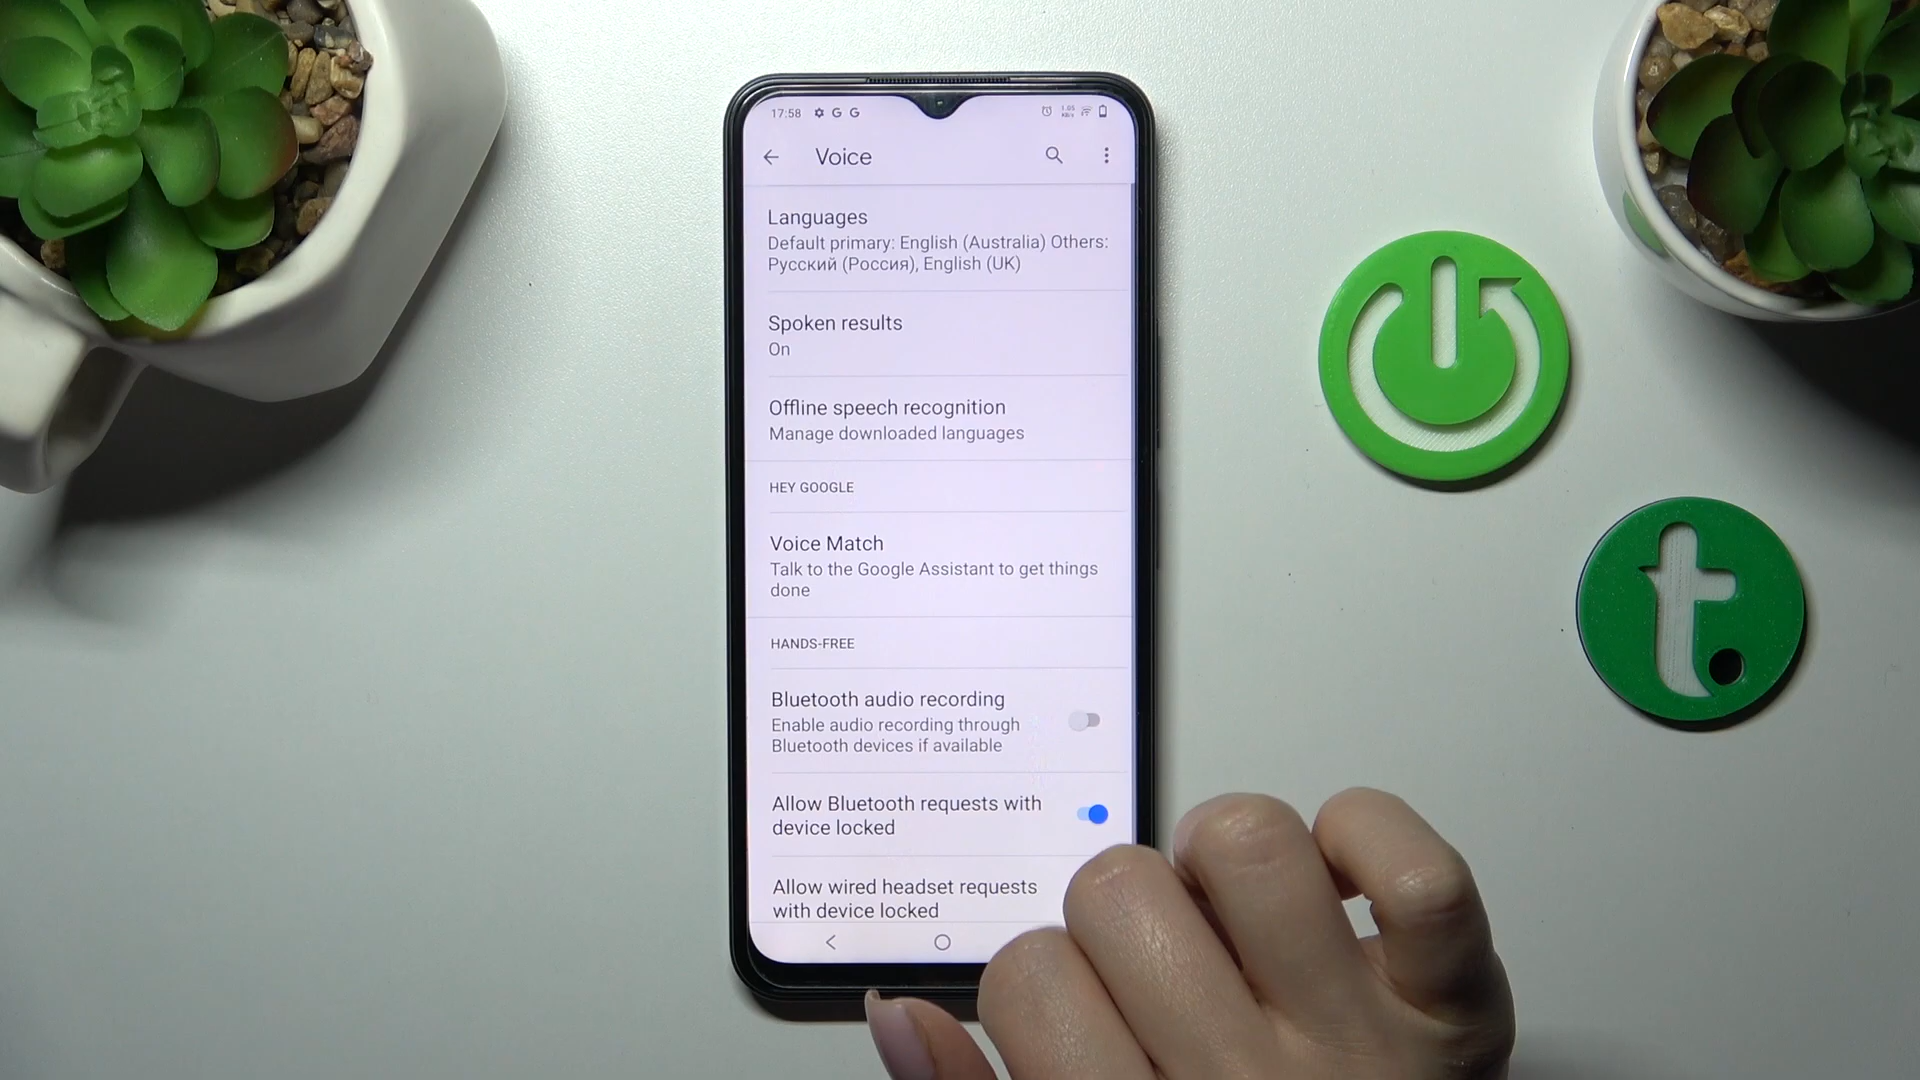 17:58
1.05
KB/s
Voice
Languages
Default primary: English (Australia) Others:
Русский (Россия), English (UK)
Spoken results
On
Offline speech recognition
Manage downloaded languages
HEY GOOGLE
Voice Match
Talk to the Google Assistant to get things
done
HANDS-FREE
Bluetooth audio recording
Enable audio recording through
Bluetooth devices if available
Allow Bluetooth requests with
device locked
Allow wired headset requests
with device locked
t.